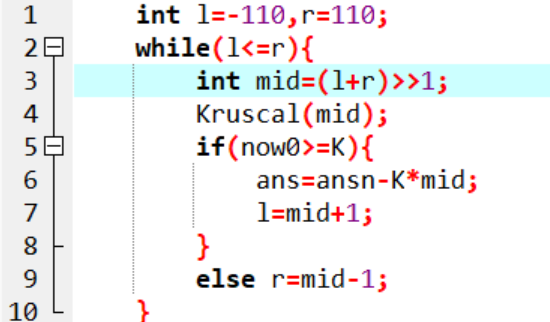 1 int l=-110,r=110;
2 while(l<=r){
3 int mid=(l+r)>>1;
4 Kruscal(mid);
5 if(now0>=K){
6 ans=ansn-K*mid;
7 l=mid+1;
8 }
9 else r=mid-1;
10 }